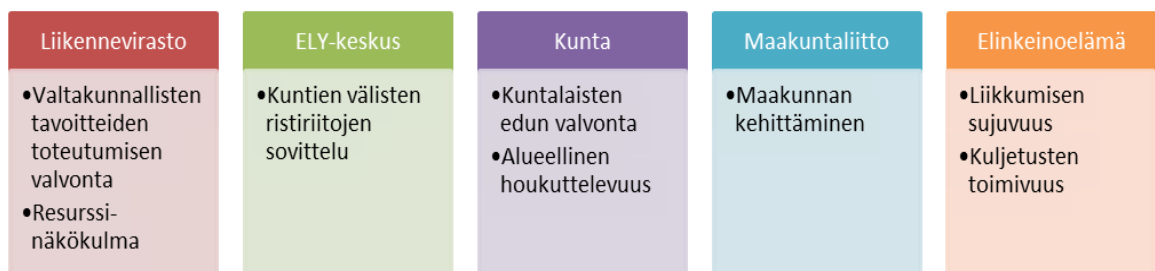 Liikennevirasto
•Valtakunnallisten
tavoitteiden
toteutumisen
valvonta
•Resurssi-
näkökulma
ELY-keskus
•Kuntien välisten
ristiriitojen
sovittelu
Kunta
•Kuntalaisten
edun valvonta
•Alueellinen
houkuttelevuus
Maakuntaliitto
•Maakunnan
kehittäminen
Elinkeinoelämä
•Liikkumisen
sujuvuus
•Kuljetusten
toimivuus